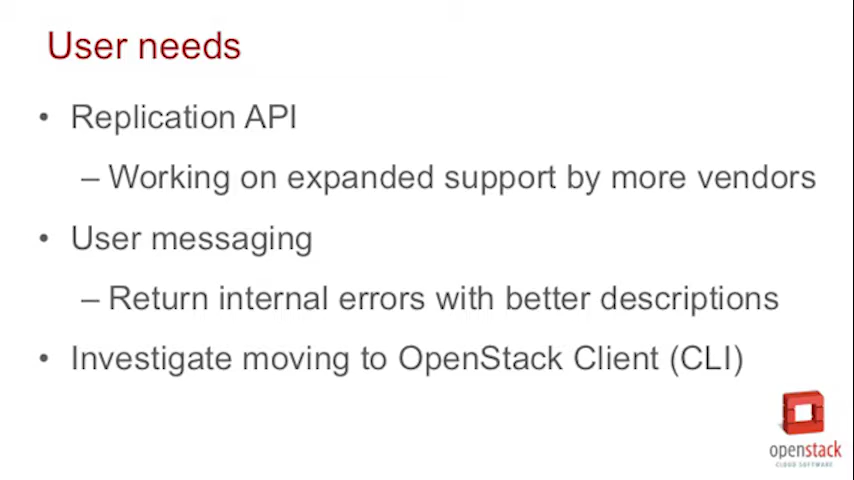 User needs
• Replication API
– Working on expanded support by more vendors
• User messaging
– Return internal errors with better descriptions
• Investigate moving to OpenStack Client (CLI)
openstack
CLOUD SOFTWARE